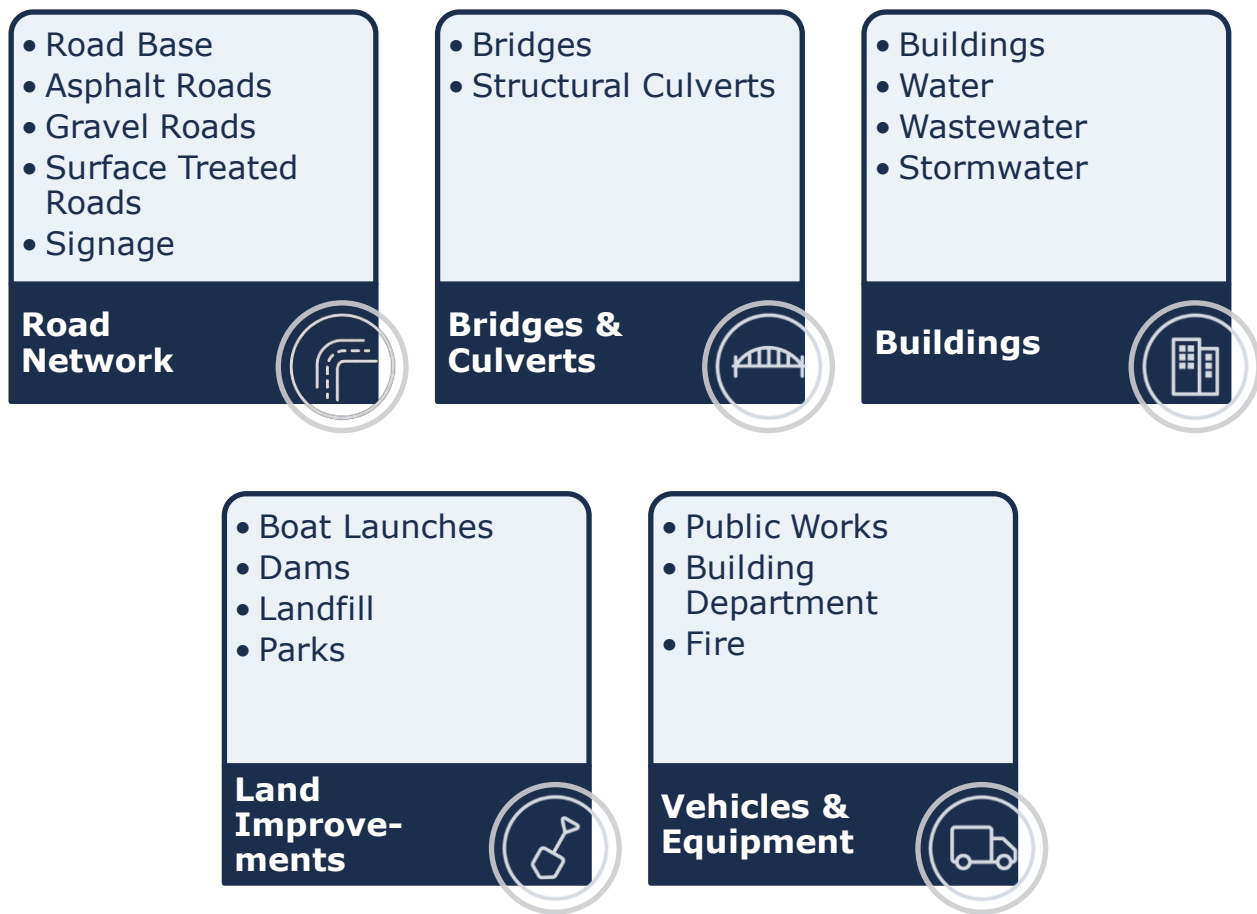 • Road Base
• Asphalt Roads
• Gravel Roads
• Surface Treated
Roads
• Signage
Road
Network
• Bridges
• Structural Culverts
Bridges &
Culverts
• Buildings
• Water
• Wastewater
• Stormwater
Buildings
• Boat Launches
• Dams
• Landfill
• Parks
Land
Improve-
ments
• Public Works
• Building
Department
• Fire
Vehicles &
Equipment